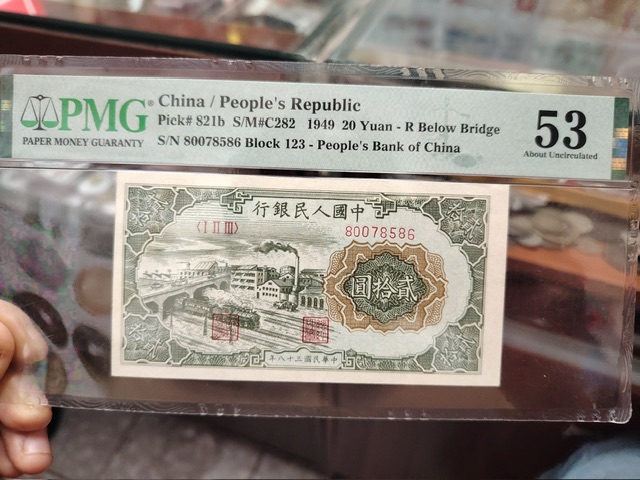 PMG®
PAPER MONEY GUARANTY
China / People's Republic
Pick# 821b S/M#C282 1949 20 Yuan - R Below Bridge
S/N 80078586 Block 123 - People's Bank of China
53
About Uncirculated
行銀民人國中
〈I II III〉
80078586
圓拾貳
年八十三國民華中